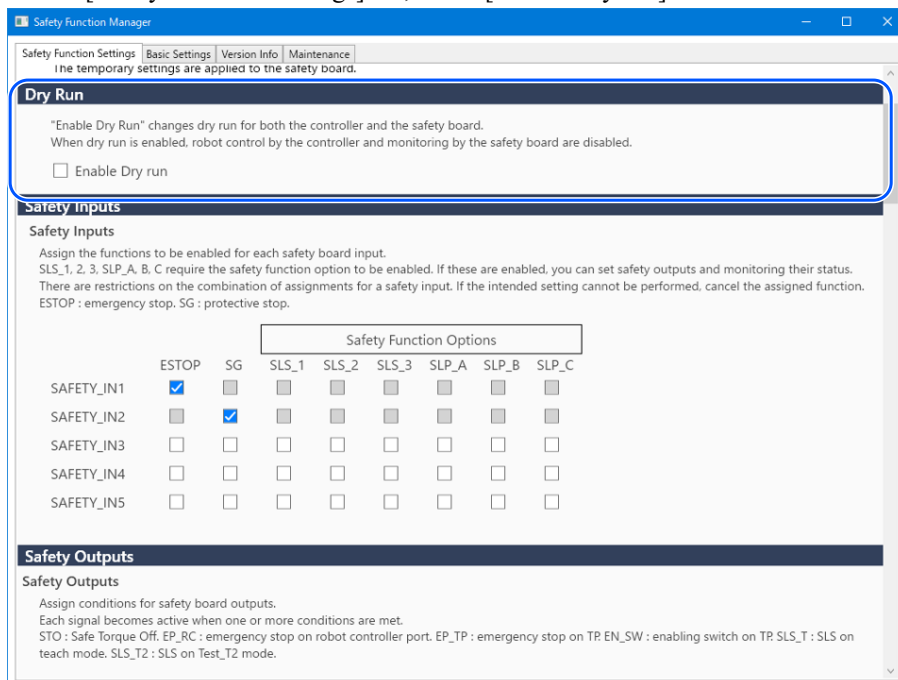 Safety Function Manager
Safety Function Settings Basic Settings Version Info Maintenance
The temporary settings are applied to the safety board.
Dry Run
"Enable Dry Run" changes dry run for both the controller and the safety board.
When dry run is enabled, robot control by the controller and monitoring by the safety board are disabled.
Enable Dry run
Safety Inputs
Safety Inputs
Assign the functions to be enabled for each safety board input.
SLS_1, 2, 3, SLP_A, B, C require the safety function option to be enabled. If these are enabled, you can set safety outputs and monitoring their status.
There are restrictions on the combination of assignments for a safety input. If the intended setting cannot be performed, cancel the assigned function.
ESTOP : emergency stop. SG : protective stop.
Safety Function Options
ESTOP SG SLS_1 SLS_2 SLS_3 SLP_A SLP_B SLP_C
SAFETY_IN1
SAFETY_IN2
SAFETY_IN3
SAFETY_IN4
SAFETY_IN5
Safety Outputs
Safety Outputs
Assign conditions for safety board outputs.
Each signal becomes active when one or more conditions are met.
STO : Safe Torque Off. EP_RC : emergency stop on robot controller port. EP_TP : emergency stop on TP. EN_SW : enabling switch on TP. SLS_T : SLS on
teach mode. SLS_T2 : SLS on Test_T2 mode.